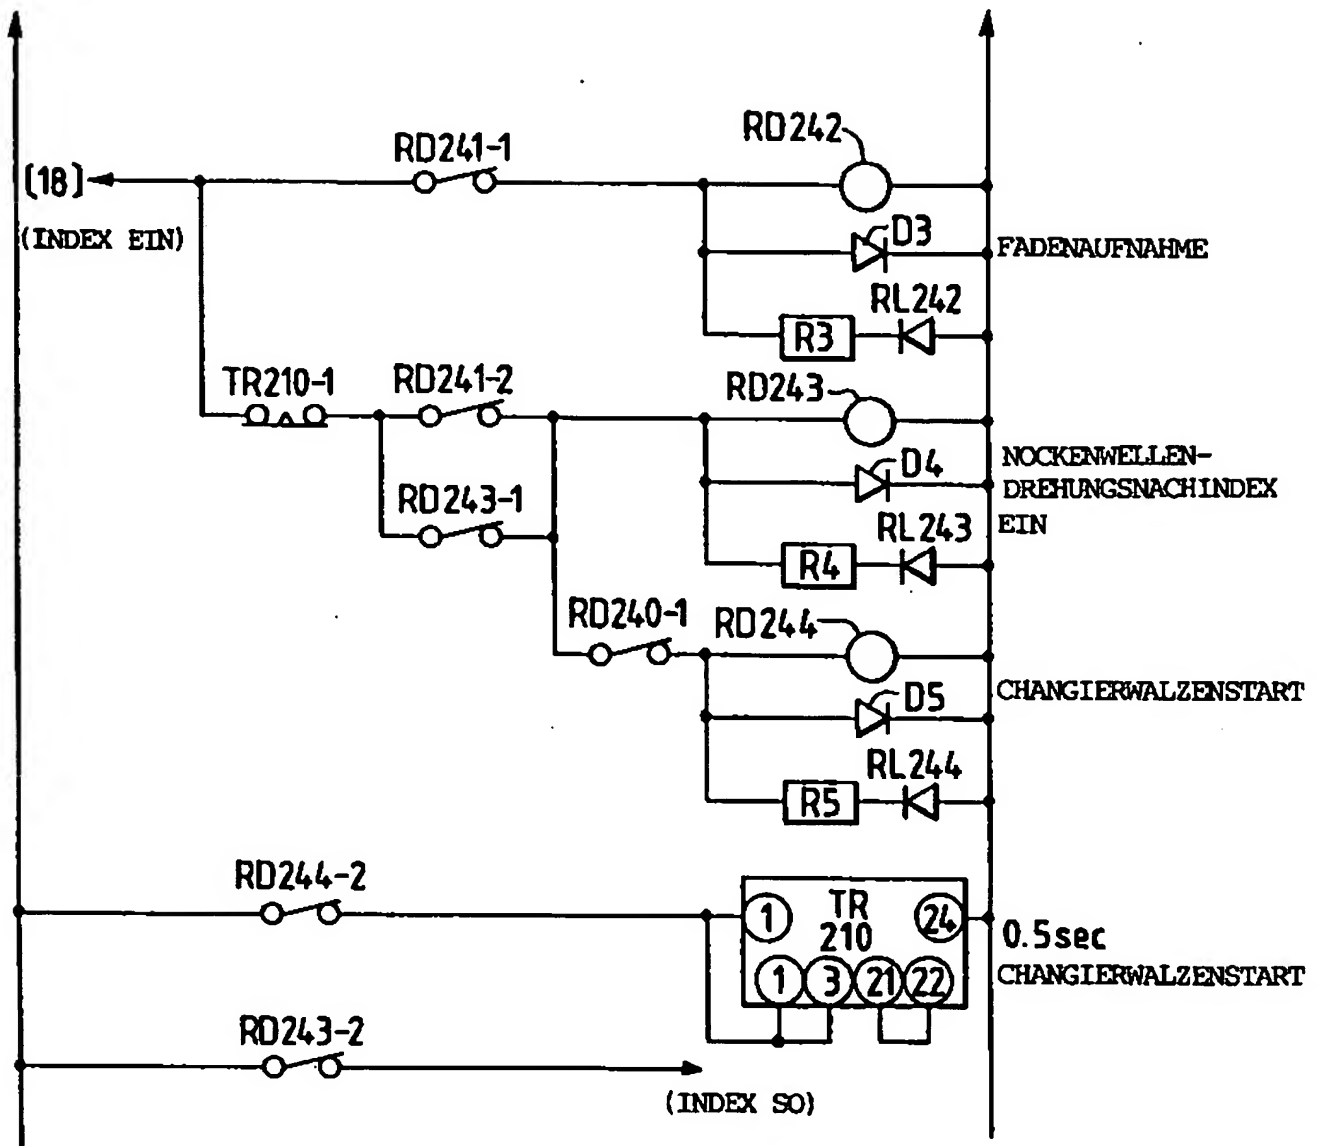 RD241-1
RD242
[18]
(INDEX EIN)
D3
FADENAUFNAHME
RL242
R3
TR210-1
RD241-2
RD243
D4
NOCKENWELLEN-
DREHUNGSNACHINDEX
EIN
RD243-1
RL243
R4
RD240-1
RD244
D5
CHANGIERWALZENSTART
RL244
R5
RD244-2
1
TR
210
24
0.5sec
CHANGIERWALZENSTART
1 3 21 22
RD243-2
(INDEX SO)